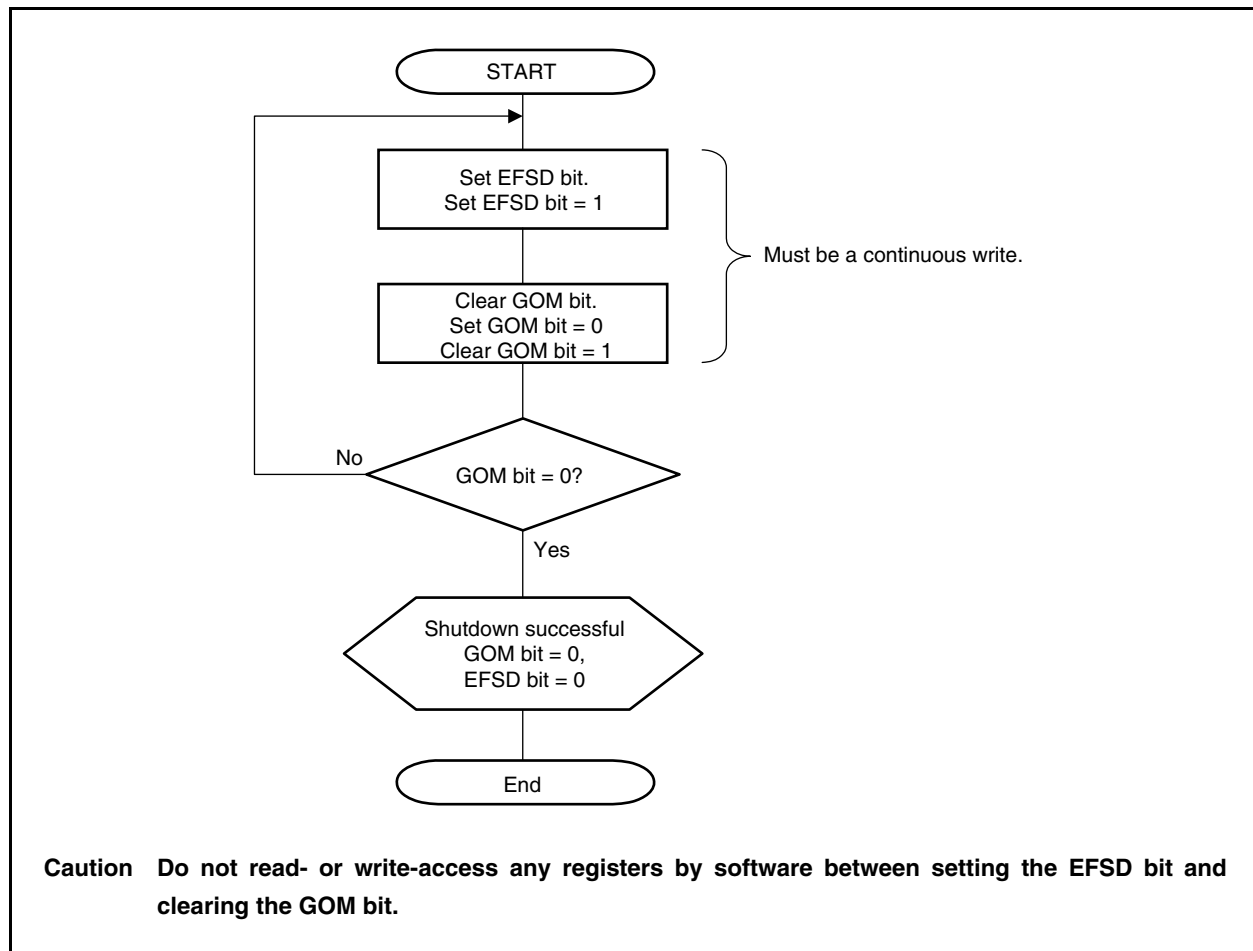 START
Set EFSD bit.
Set EFSD bit = 1
Must be a continuous write.
Clear GOM bit.
Set GOM bit = 0
Clear GOM bit = 1
No
GOM bit = 0?
Yes
Shutdown successful
GOM bit = 0,
EFSD bit = 0
End
Caution Do not read- or write-access any registers by software between setting the EFSD bit and
clearing the GOM bit.